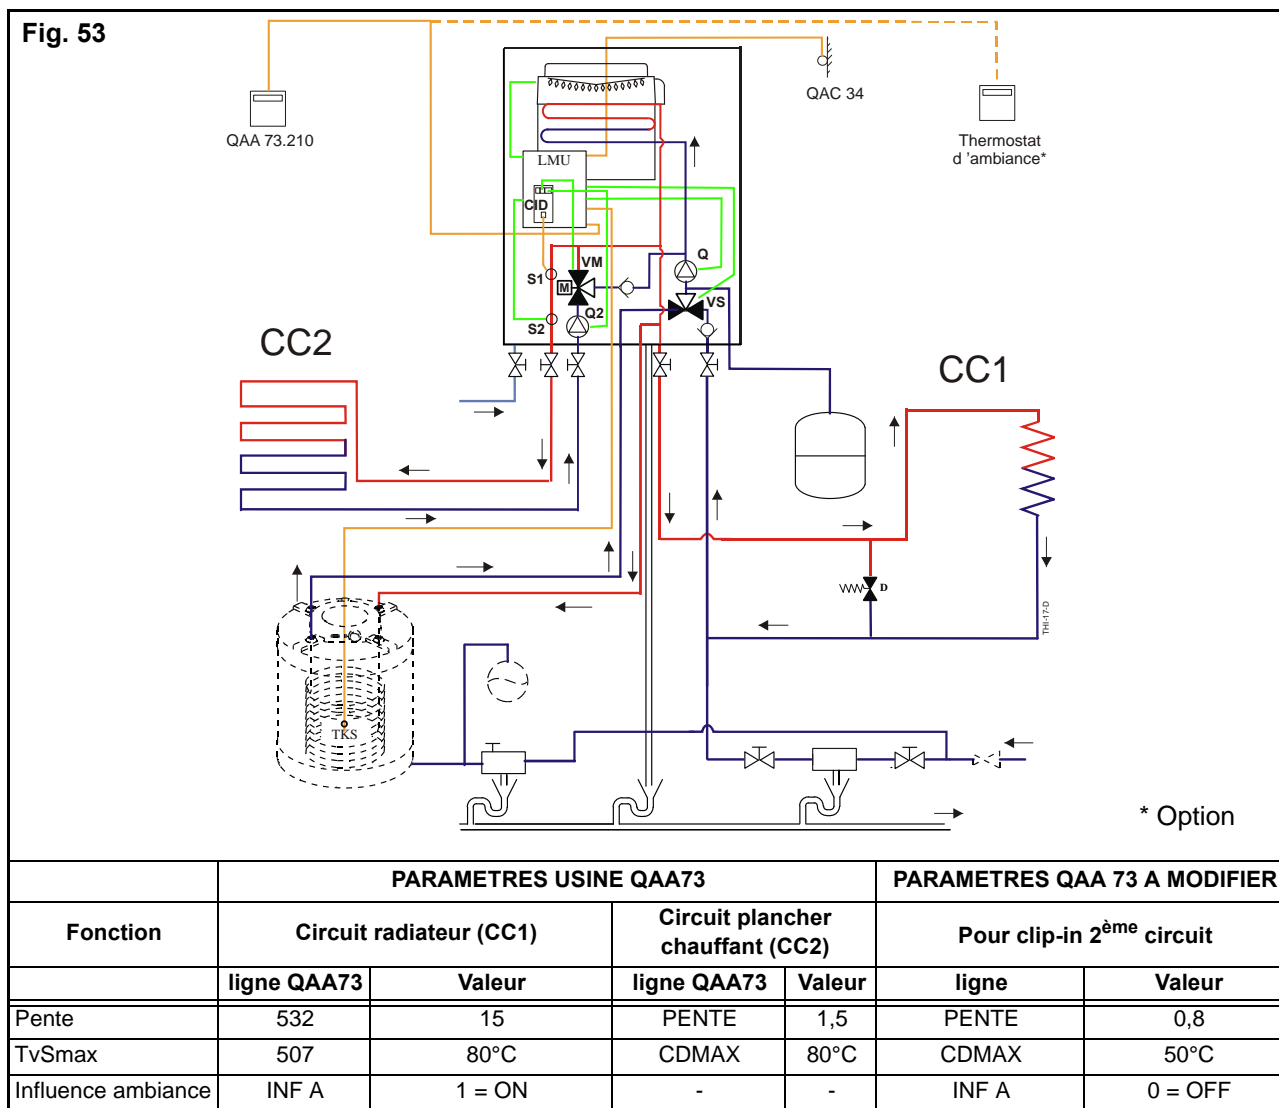 Fig. 53
QAA 73.210
QAC 34
Thermostat
d 'ambiance*
LMU
CID
VM
S1
M
Q
VS
S2
Q2
CC2
CC1
D
THI-17-D
TKS
* Option
PARAMETRES USINE QAA73
PARAMETRES QAA 73 A MODIFIER
Fonction
Circuit radiateur (CC1)
Circuit plancher
chauffant (CC2)
Pour clip-in 2ème circuit
ligne QAA73 Valeur ligne QAA73 Valeur ligne Valeur
Pente 532 15 PENTE 1,5 PENTE 0,8
TvSmax 507 80°C CDMAX 80°C CDMAX 50°C
Influence ambiance INF A 1 = ON - - INF A 0 = OFF